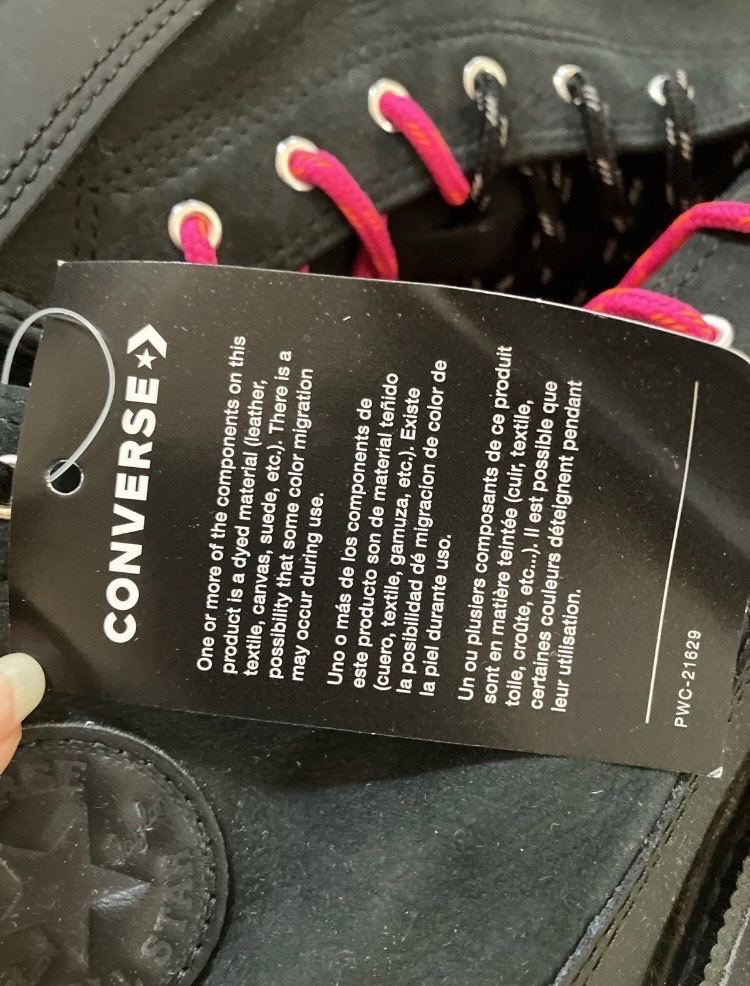 CONVERSE
One or more of the components on this
product is a dyed material (leather,
textile, canvas, suede, etc.). There is a
possibility that some color migration
may occur during use.
Uno o más de los componentes de
este producto son de material teñido
(cuero, textile, gamuza, etc.). Existe
la posibilidad dé migracion de color de
la piel durante uso.
Un ou plusiers composants de ce produit
sont en matière teintée (cuir, textile,
toile, croûte, etc...). Il est possible que
certaines couleurs déteignent pendant
leur utilisation.
PWC-21629
STAR